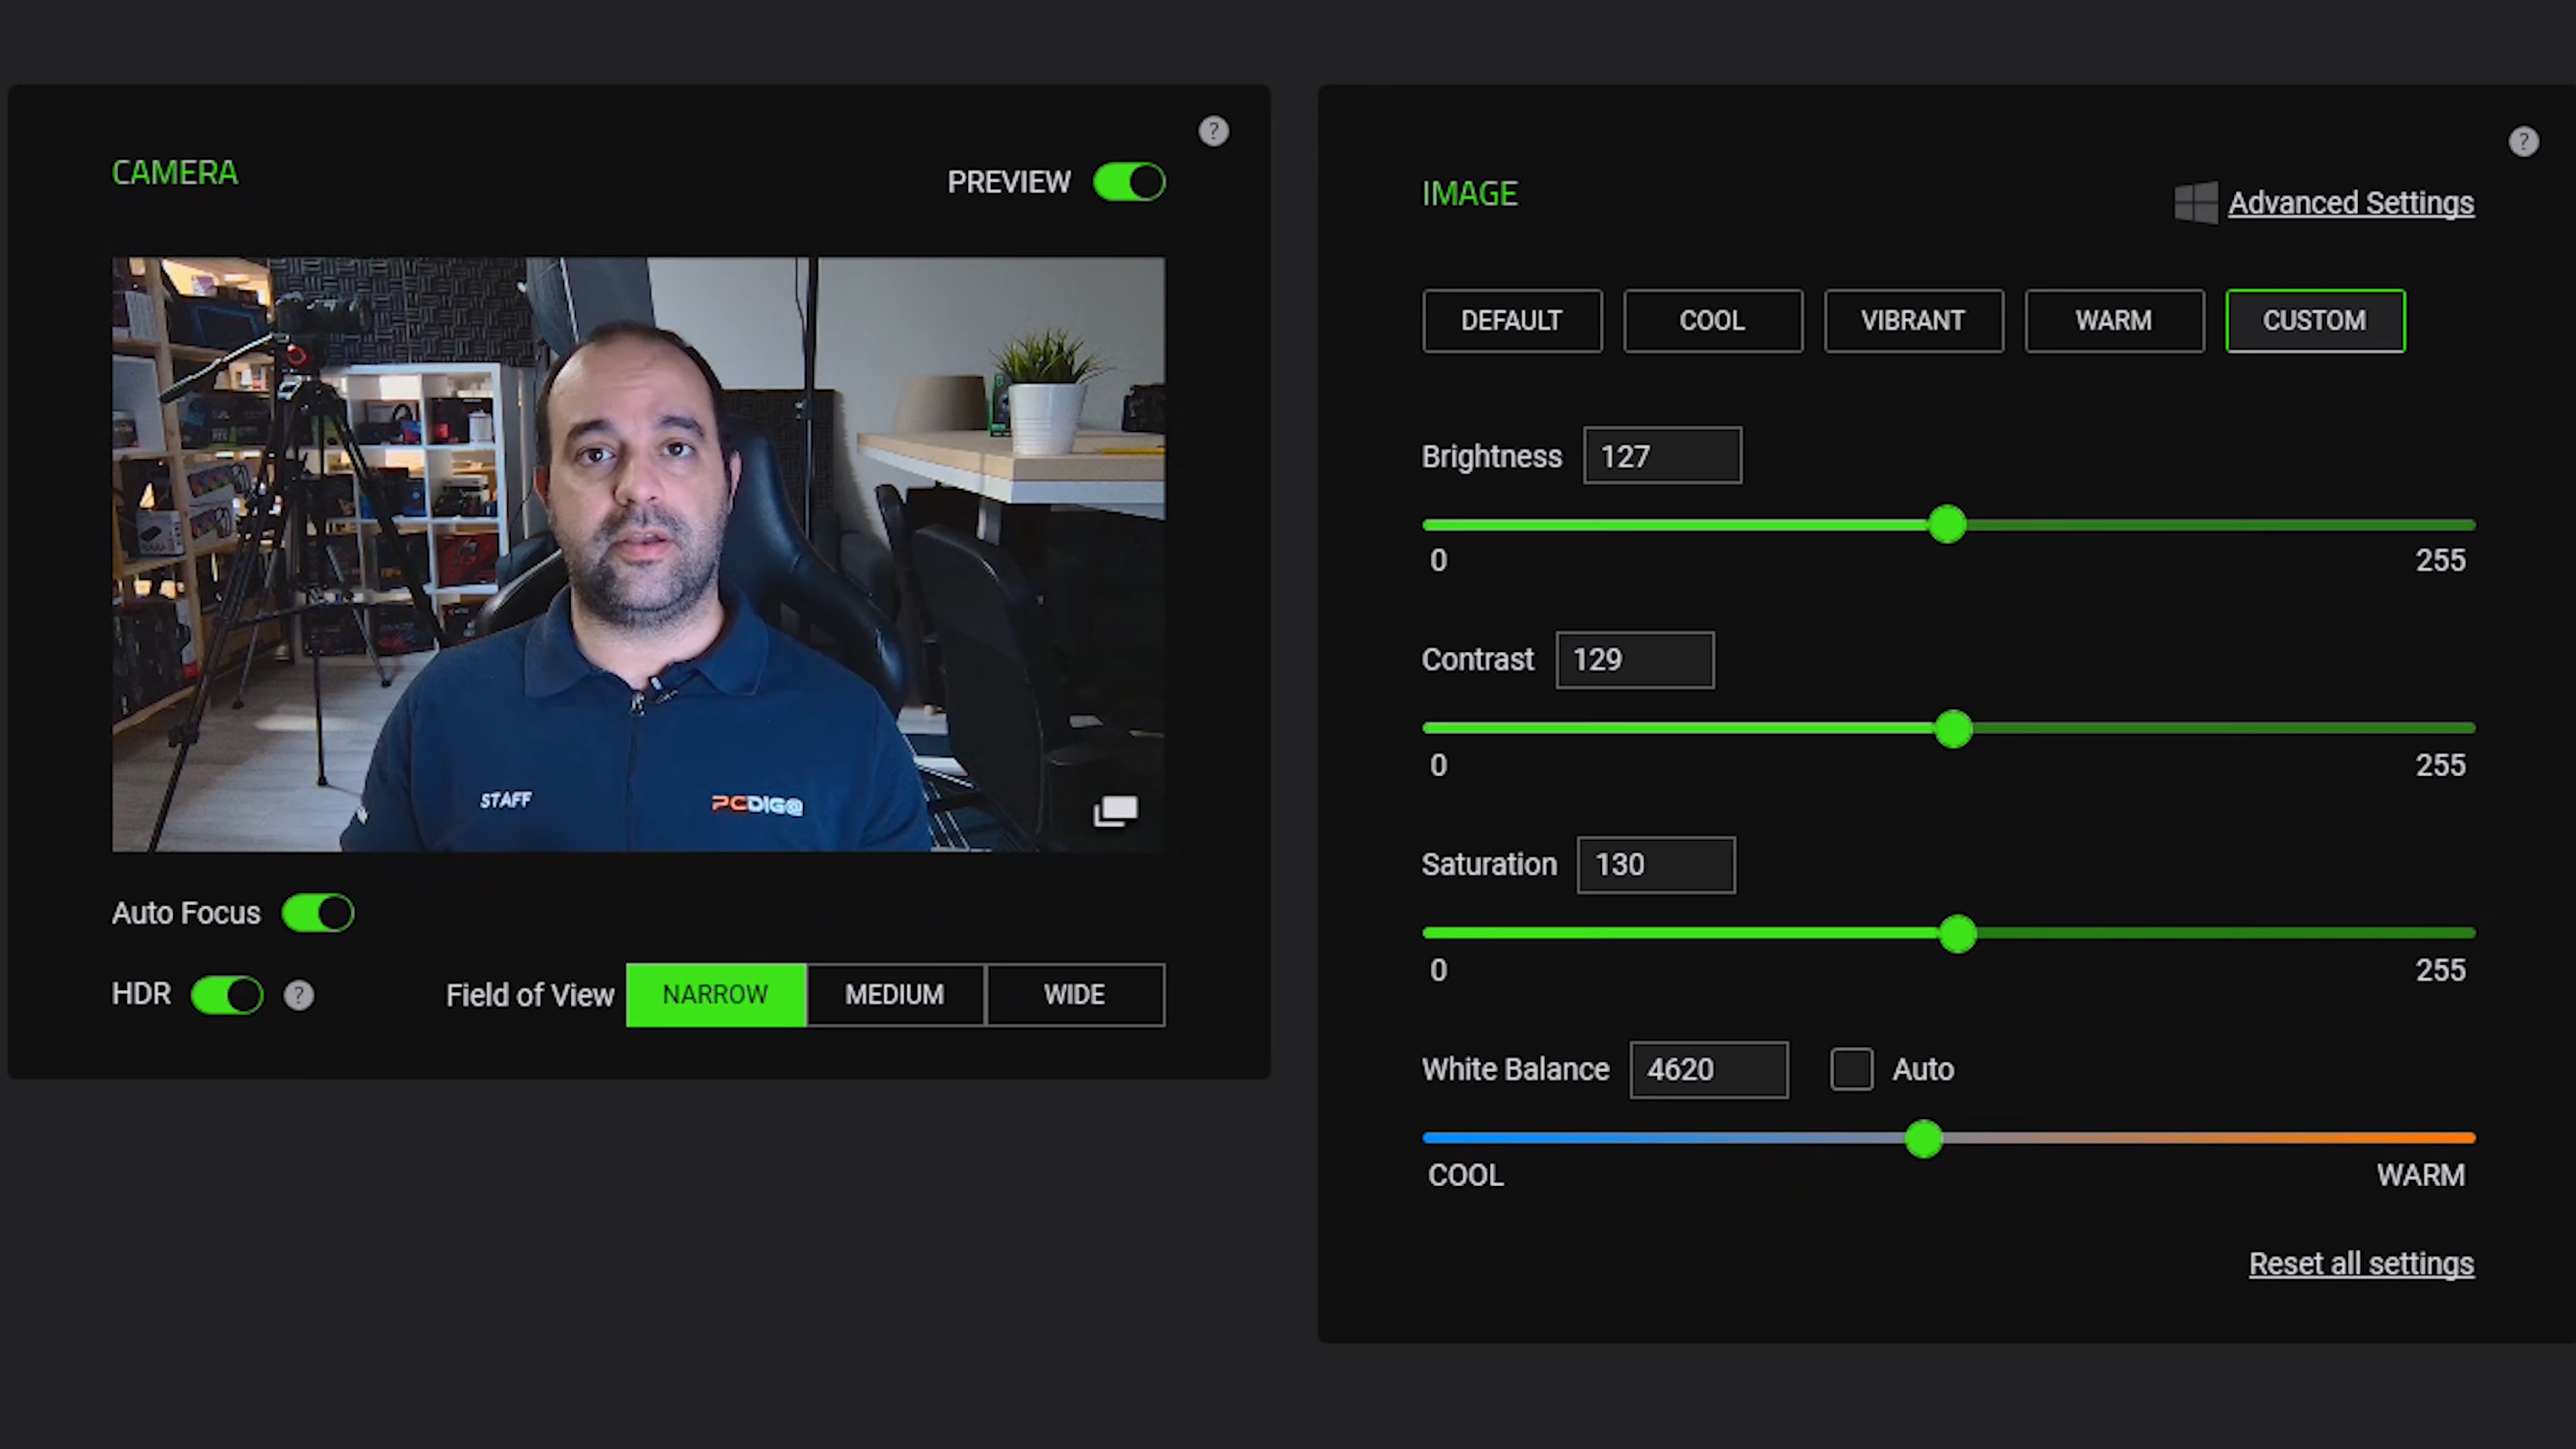 CAMERA
PREVIEW
?
STAFF
PCDIG@
Auto Focus
HDR
?
Field of View
NARROW
MEDIUM
WIDE
?
IMAGE
Advanced Settings
DEFAULT
COOL
VIBRANT
WARM
CUSTOM
Brightness 127
0
255
Contrast 129
0
255
Saturation 130
0
255
White Balance 4620
Auto
COOL
WARM
Reset all settings